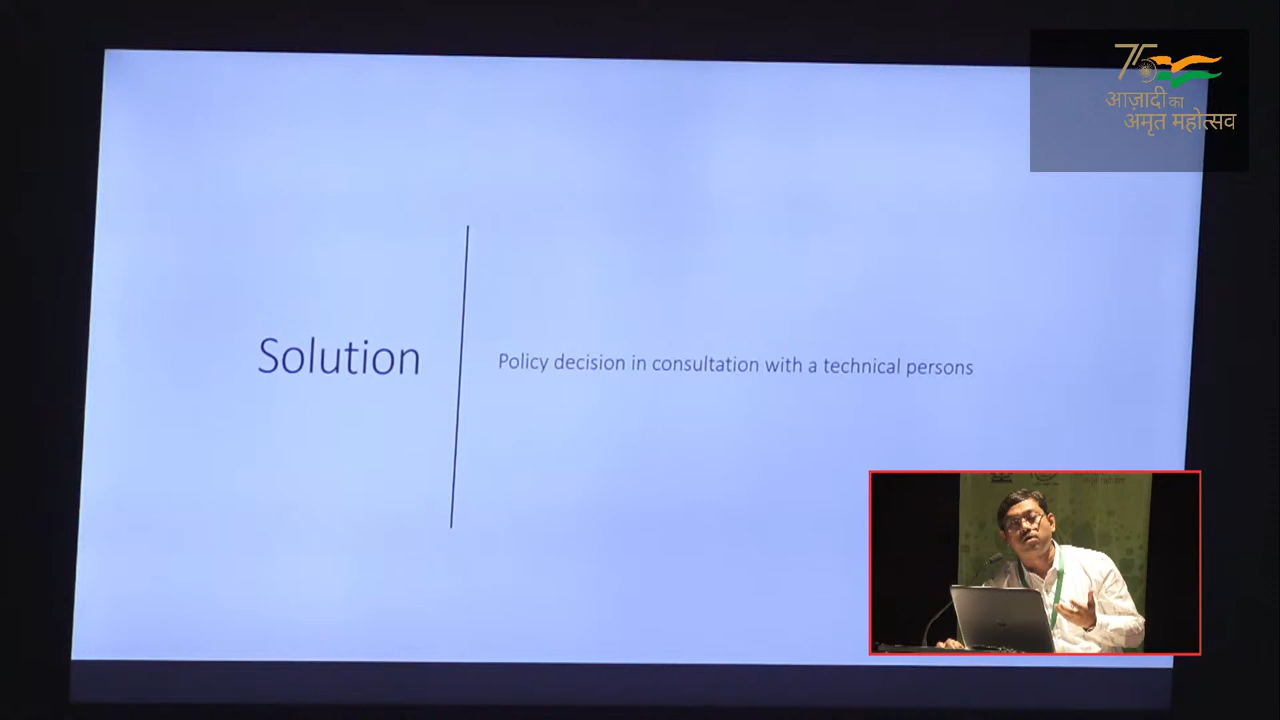 75
आज़ादी का
अमृत महोत्सव
Solution
Policy decision in consultation with a technical persons